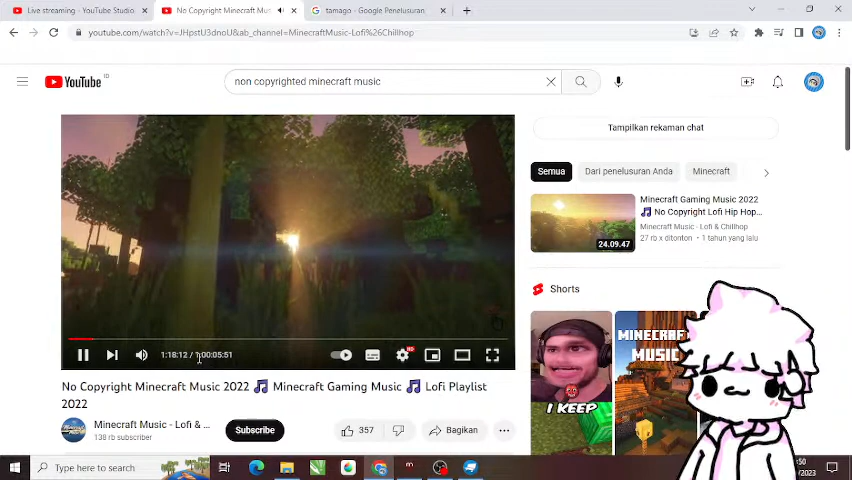 Live streaming - YouTube Studio
No Copyright Minecraft Mus
tamago - Google Penelusuran
youtube.com/watch?v=JHpstU3dnoU&ab_channel=MinecraftMusic-Lofi%26Chillhop
YouTube ID
non copyrighted minecraft music
Tampilkan rekaman chat
Semua
Dari penelusuran Anda
Minecraft
Minecraft Gaming Music 2022
🎵 No Copyright Lofi Hip Hop...
Minecraft Music - Lofi & Chillhop
27 rb x ditonton • 1 tahun yang lalu
24.09.47
Shorts
1:18:12 / 1:00:05:51
HD
No Copyright Minecraft Music 2022 🎵 Minecraft Gaming Music 🎵 Lofi Playlist
2022
Minecraft Music - Lofi & ...
138 rb subscriber
Subscribe
357
Bagikan
I KEEP
MINECRAF
MUSIC
Type here to search